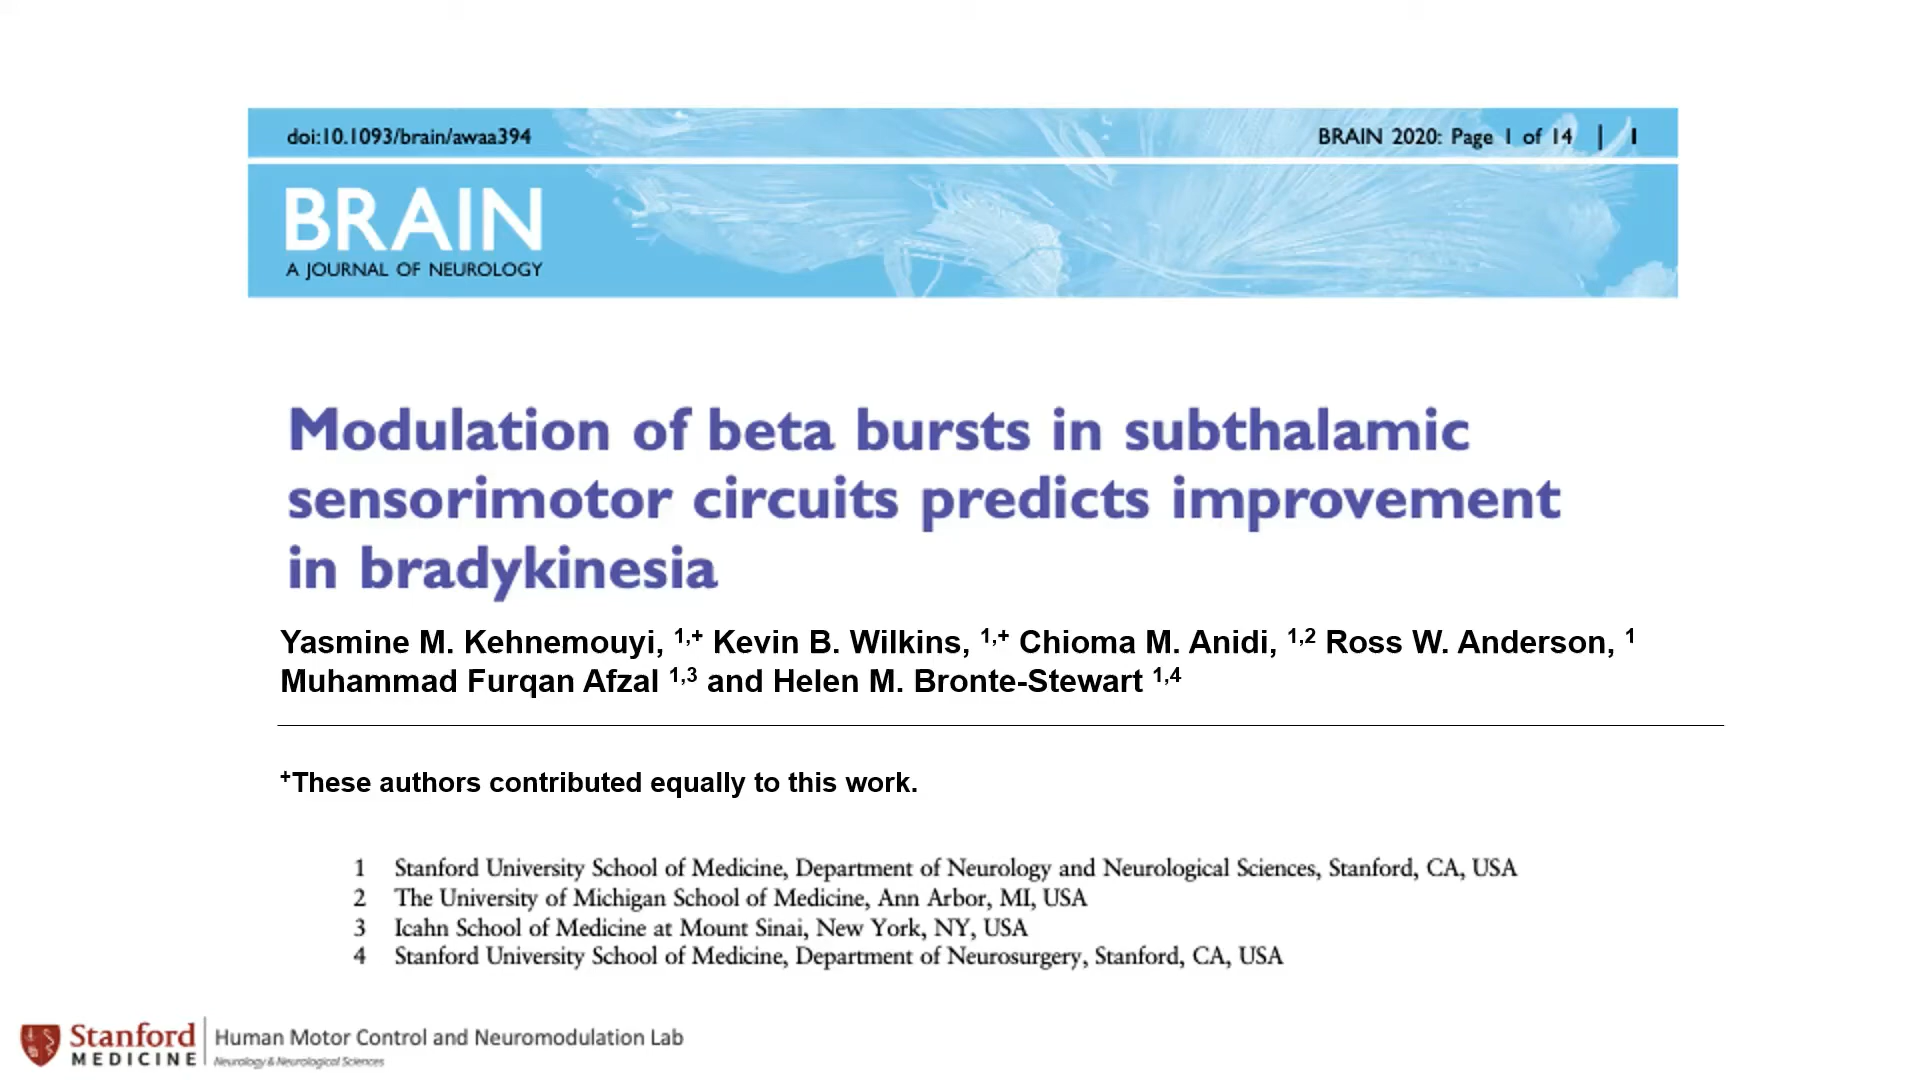 doi:10.1093/brain/awaa394
BRAIN 2020: Page 1 of 14 | 1
BRAIN
A JOURNAL OF NEUROLOGY
Modulation of beta bursts in subthalamic
sensorimotor circuits predicts improvement
in bradykinesia
Yasmine M. Kehnemouyi, 1,+ Kevin B. Wilkins, 1,+ Chioma M. Anidi, 1,2 Ross W. Anderson, 1
Muhammad Furqan Afzal 1,3 and Helen M. Bronte-Stewart 1,4
+These authors contributed equally to this work.
1 Stanford University School of Medicine, Department of Neurology and Neurological Sciences, Stanford, CA, USA
2 The University of Michigan School of Medicine, Ann Arbor, MI, USA
3 Icahn School of Medicine at Mount Sinai, New York, NY, USA
4 Stanford University School of Medicine, Department of Neurosurgery, Stanford, CA, USA
Stanford
MEDICINE
Human Motor Control and Neuromodulation Lab
Neurology & Neurological Sciences